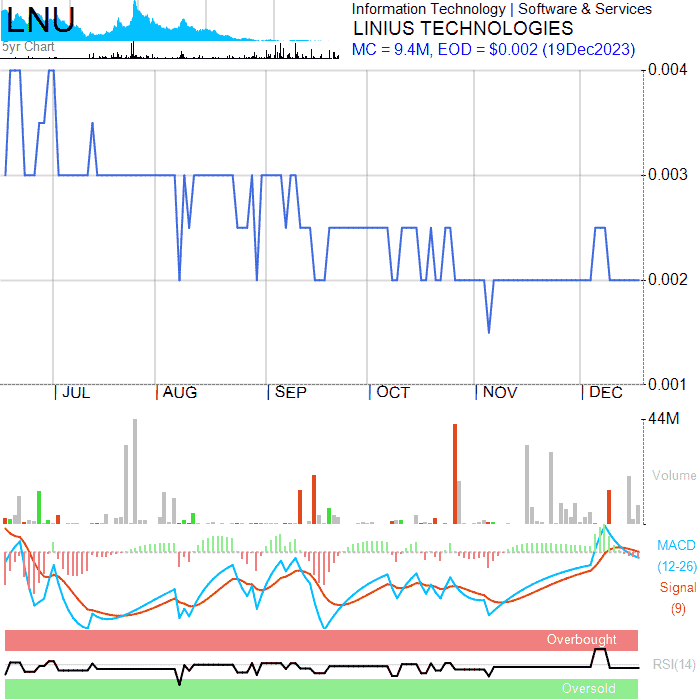 LNU
5yr Chart
Information Technology | Software & Services
LINIUS TECHNOLOGIES
MC = 9.4M, EOD = $0.002 (19Dec2023)
0.004
0.003
0.002
0.001
JUL
AUG
SEP
OCT
NOV
DEC
44M
Volume
MACD
(12-26)
Signal
(9)
Overbought
RSI(14)
Oversold